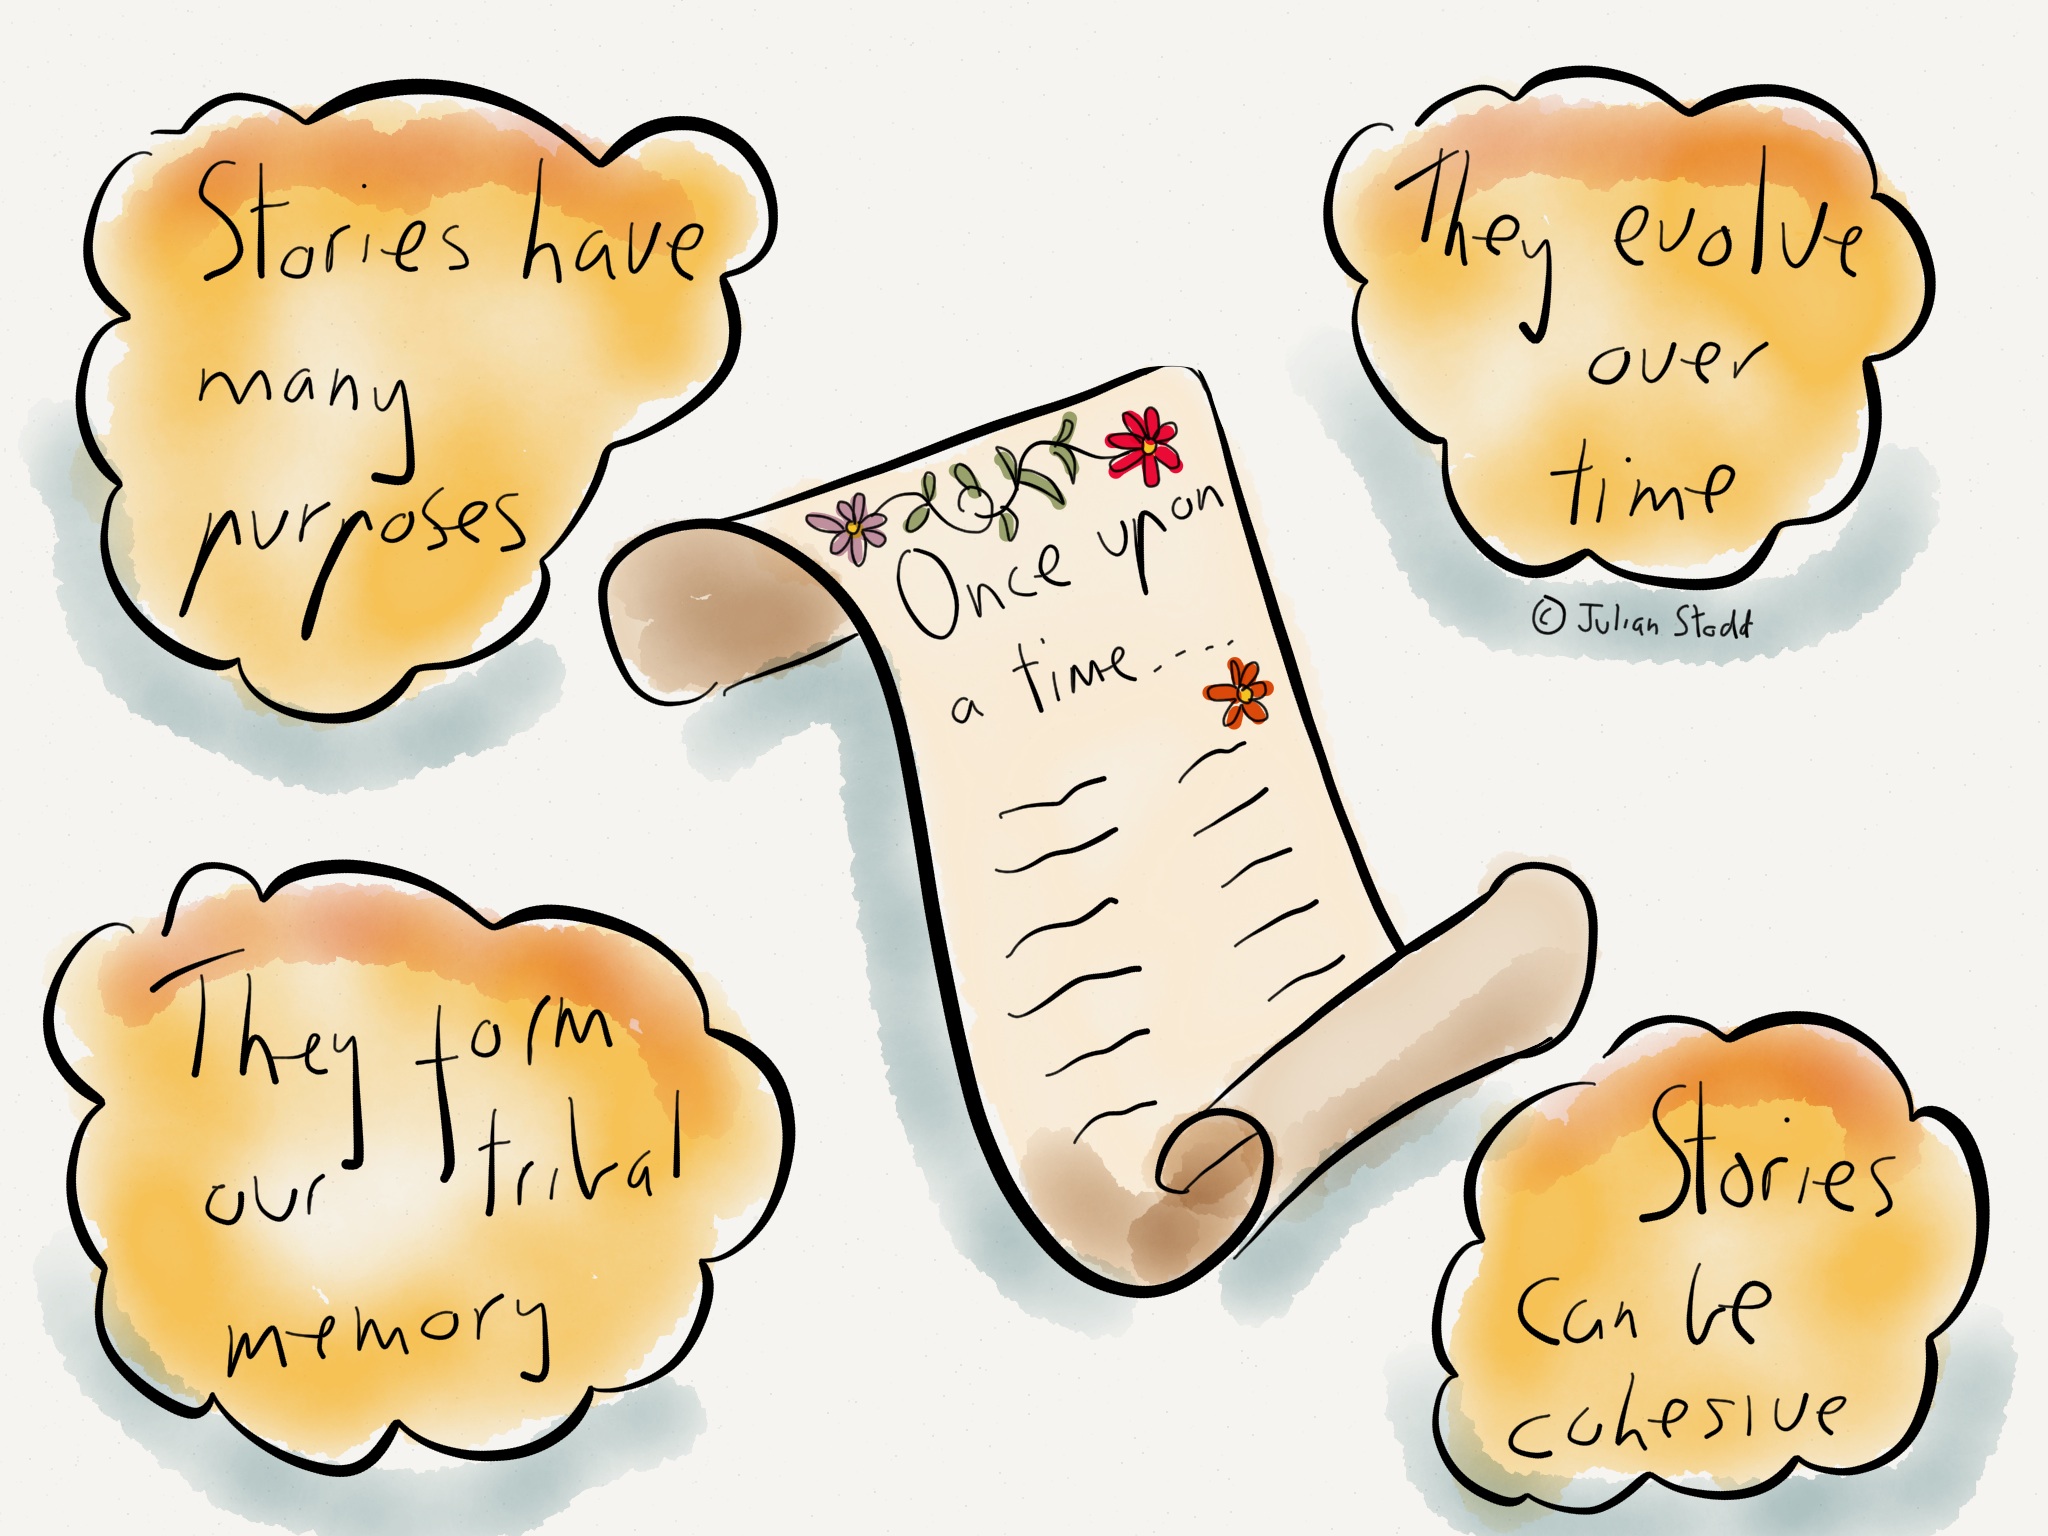 Stories have
many
purposes
They evolve
over
time
© Julian Stodd
Once upon
a time.....
They form
our tribal
memory
Stories
can be
cohesive